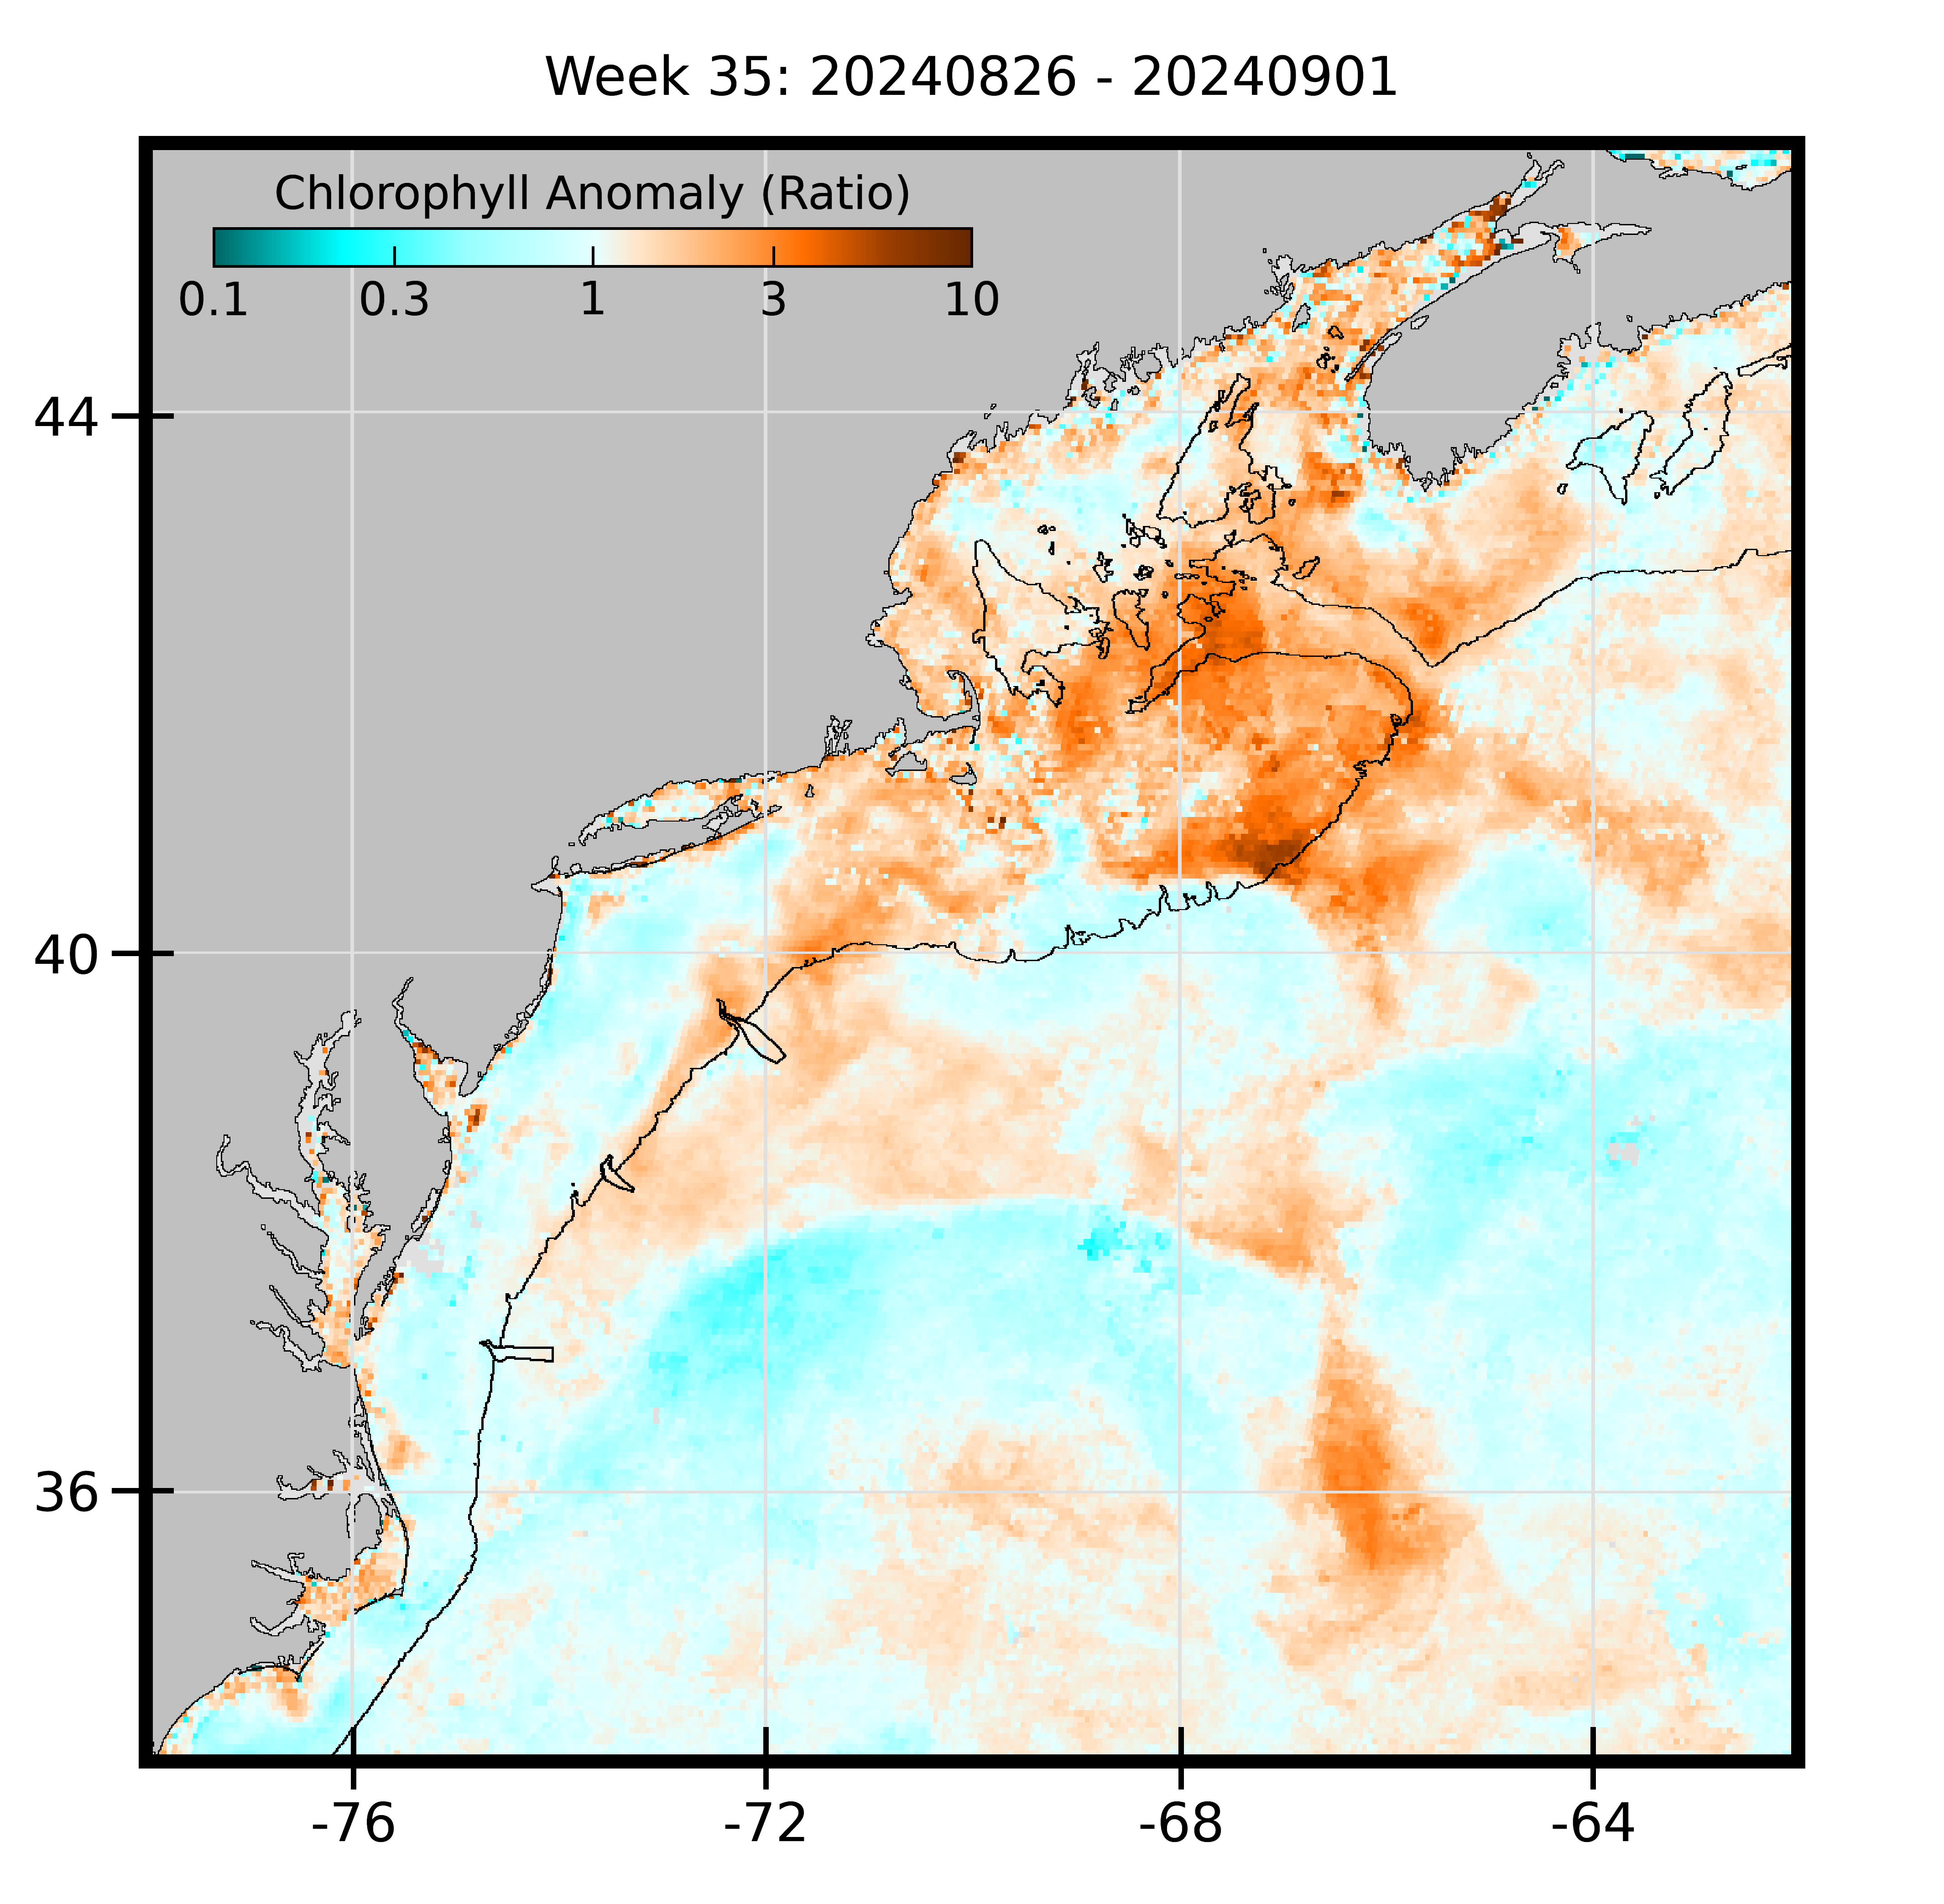 Week 35: 20240826 - 20240901
Chlorophyll Anomaly (Ratio)
0.1 0.3 1 3 10
44
40
36
-76 -72 -68 -64